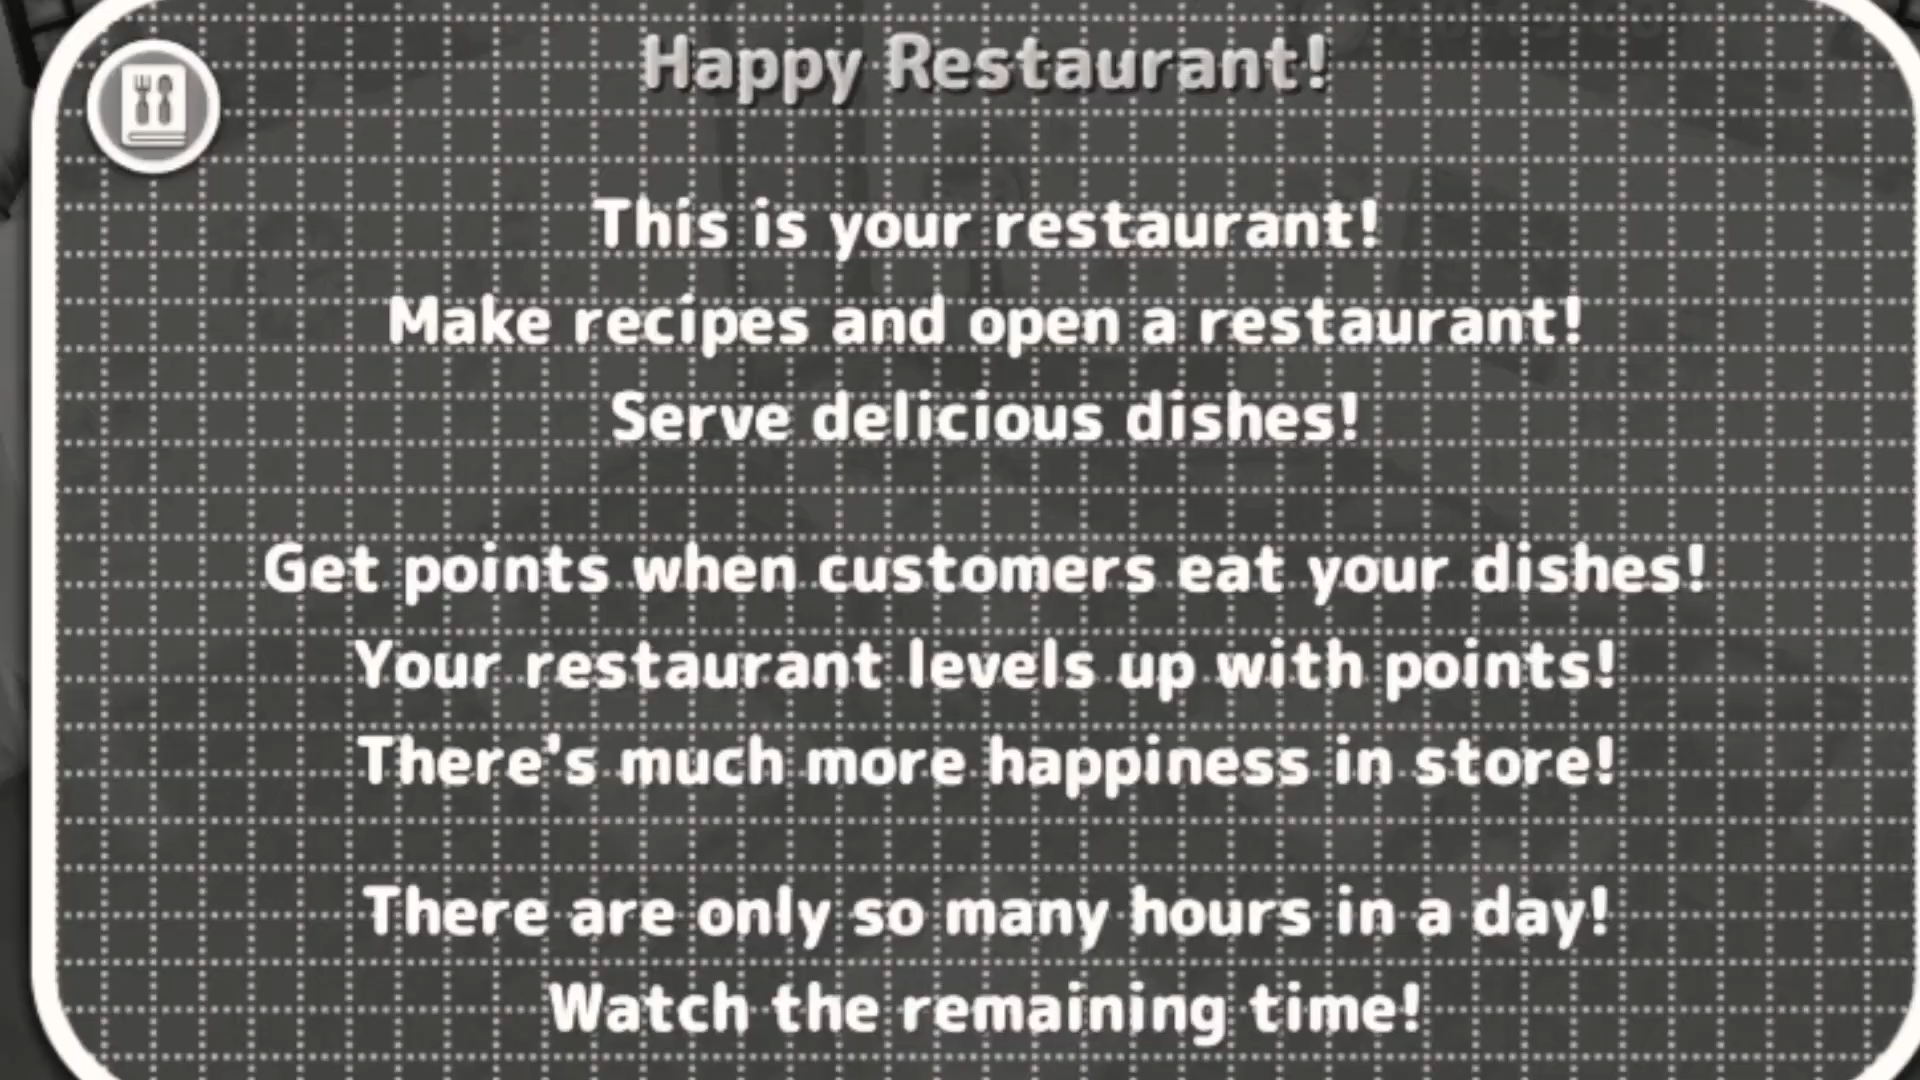 Happy Restaurant!
This is your restaurant!
Make recipes and open a restaurant!
Serve delicious dishes!
Get points when customers eat your dishes!
Your restaurant levels up with points!
There's much more happiness in store!
There are only so many hours in a day!
Watch the remaining time!